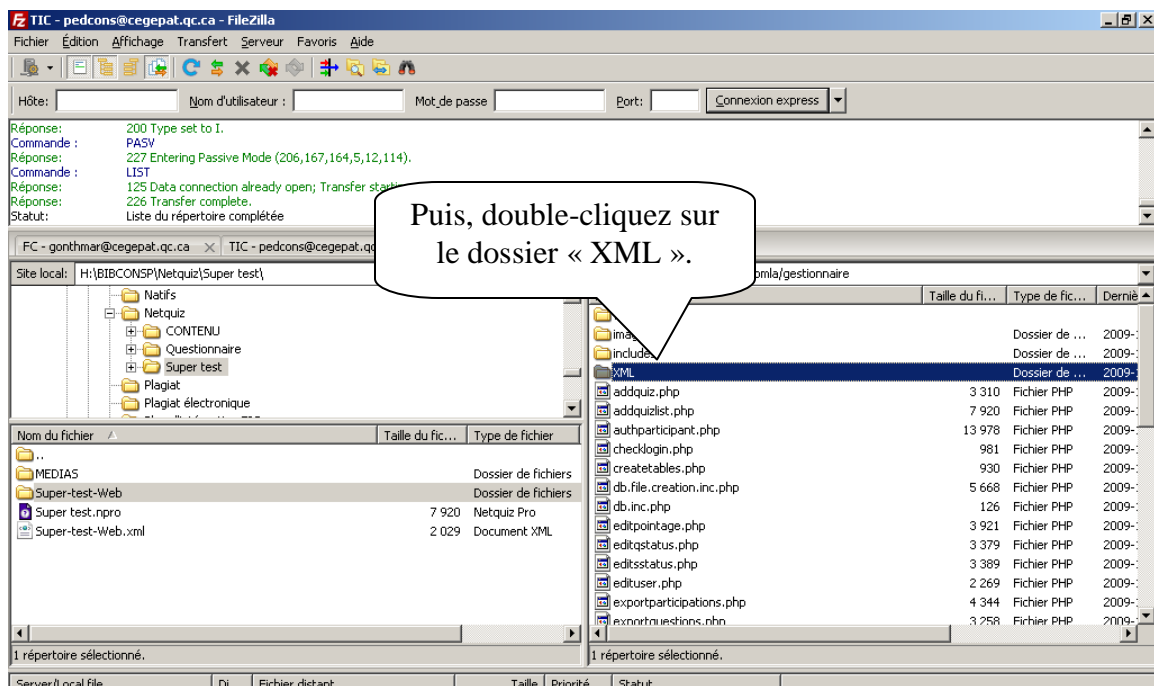 TIC - pedcons@cegepat.qc.ca - FileZilla
Fichier Édition Affichage Transfert Serveur Favoris Aide
Hôte: Nom d'utilisateur : Mot de passe Port: Connexion express
Réponse: 200 Type set to I.
Commande : PASV
Réponse: 227 Entering Passive Mode (206,167,164,5,12,114).
Commande : LIST
Réponse: 125 Data connection already open; Transfer
Réponse: 226 Transfer complete.
Statut: Liste du répertoire complétée
Puis, double-cliquez sur
le dossier « XML ».
FC - gonthmar@cegepat.qc.ca TIC - pedcons@cegepat.qc
Site local: H:\BIBCONSP\Netquiz\Super test\
omla/gestionnaire
Natifs
Netquiz
CONTENU
Questionnaire
Super test
Plagiat
Plagiat électronique
Nom du fichier Taille du fic... Type de fichier
..
MEDIAS Dossier de fichiers
Super-test-Web Dossier de fichiers
Super test.npro 7 920 Netquiz Pro
Super-test-Web.xml 2 029 Document XML
1 répertoire sélectionné.
Taille du fi... Type de fic... Derniè
Dossier de ... 2009-
include Dossier de ... 2009-
XML Dossier de ... 2009-
addquiz.php 3 310 Fichier PHP 2009-
addquizlist.php 7 920 Fichier PHP 2009-
authparticipant.php 13 978 Fichier PHP 2009-
checklogin.php 981 Fichier PHP 2009-
createtables.php 930 Fichier PHP 2009-
db.file.creation.inc.php 5 668 Fichier PHP 2009-
db.inc.php 126 Fichier PHP 2009-
editpointage.php 3 921 Fichier PHP 2009-
editqstatus.php 3 379 Fichier PHP 2009-
editsstatus.php 3 389 Fichier PHP 2009-
edituser.php 2 269 Fichier PHP 2009-
exportparticipations.php 4 344 Fichier PHP 2009-
exportquestions.php 3 258 Fichier PHP 2009-
1 répertoire sélectionné.
Server/Local file Di... Fichier distant Taille Priorité Statut